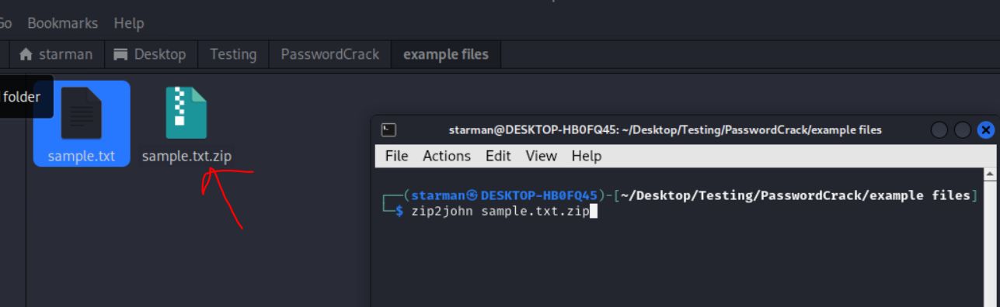 Go Bookmarks Help
starman Desktop Testing PasswordCrack example files
folder
sample.txt sample.txt.zip
starman@DESKTOP-HB0FQ45: ~/Desktop/Testing/PasswordCrack/example files
File Actions Edit View Help
(starman㉿DESKTOP-HB0FQ45)-[~/Desktop/Testing/PasswordCrack/example files]
$ zip2john sample.txt.zip